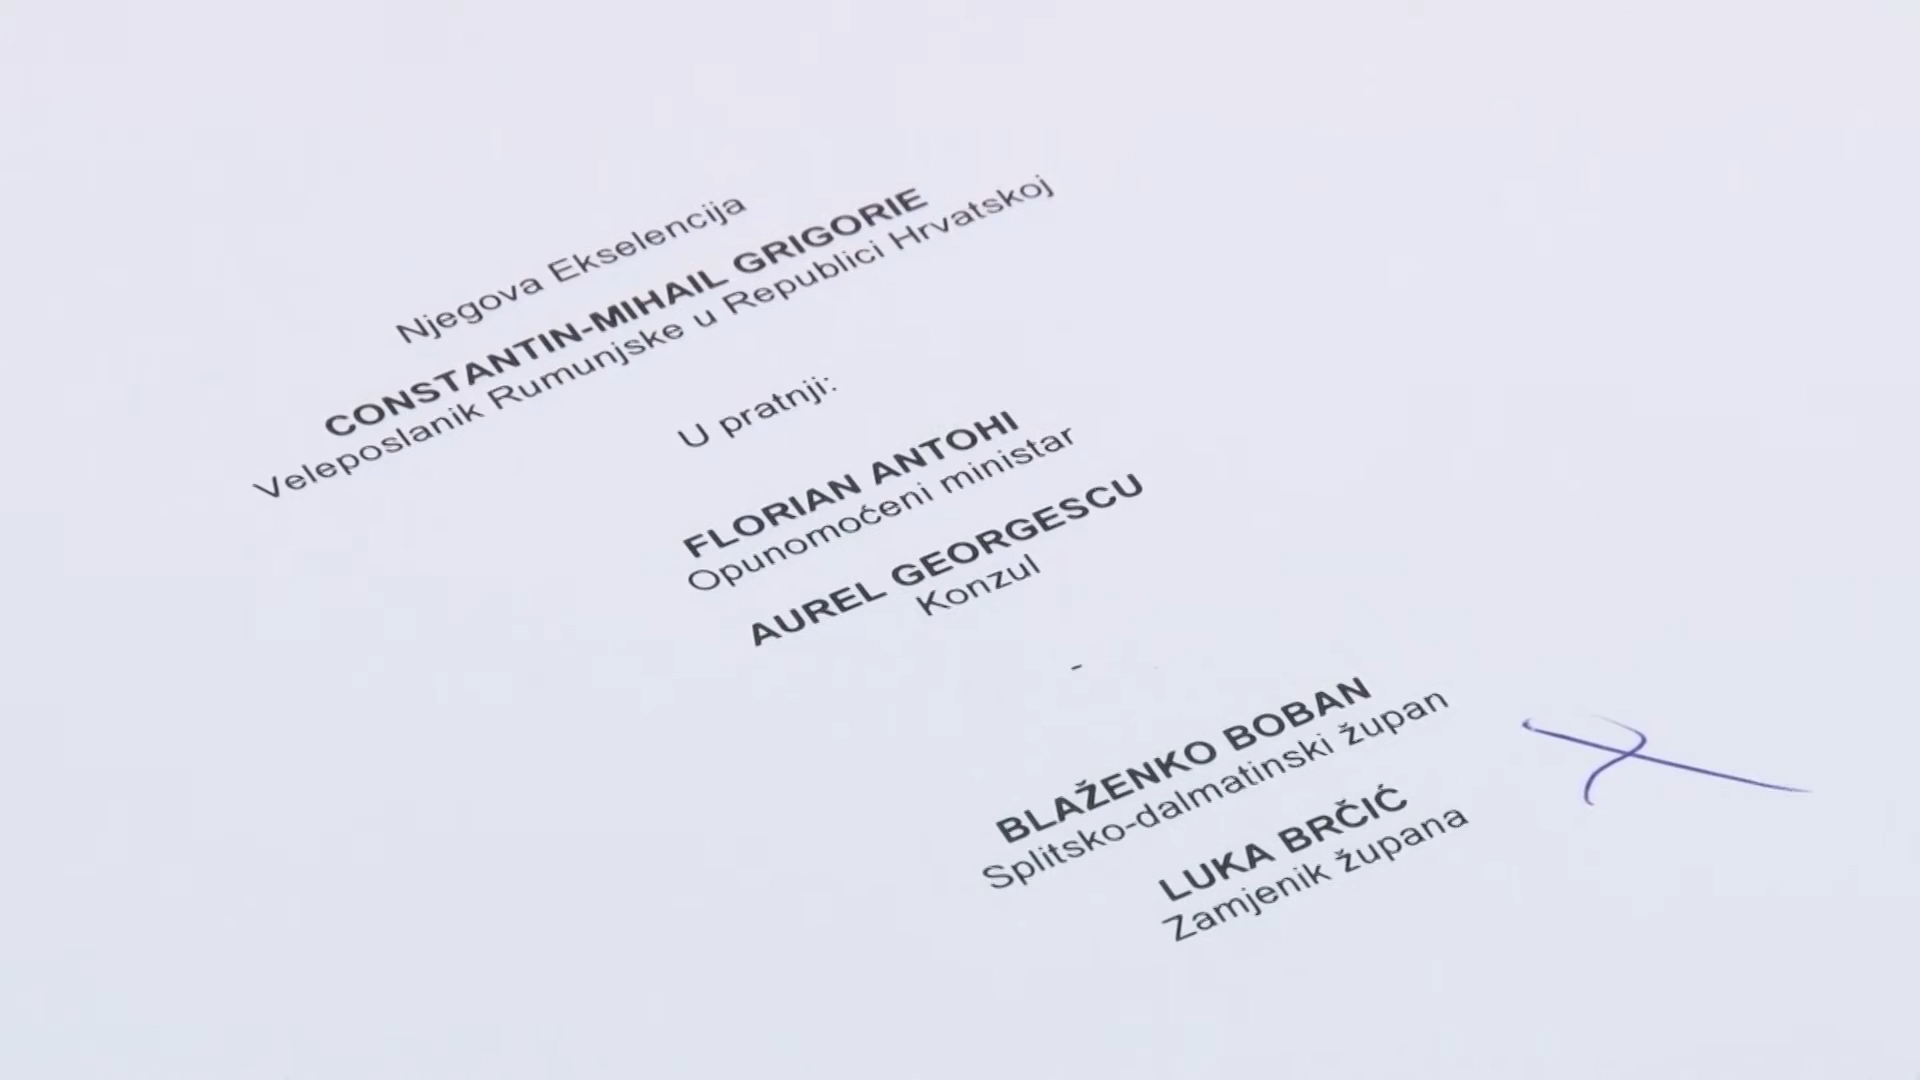 Njegova Ekselencija
CONSTANTIN-MIHAIL GRIGORIE
Veleposlanik Rumunjske u Republici Hrvatskoj
U pratnji:
FLORIAN ANTOHI
Opunomoćeni ministar
AUREL GEORGESCU
Konzul
-
BLAŽENKO BOBAN
Splitsko-dalmatinski župan
LUKA BRČIĆ
Zamjenik župana